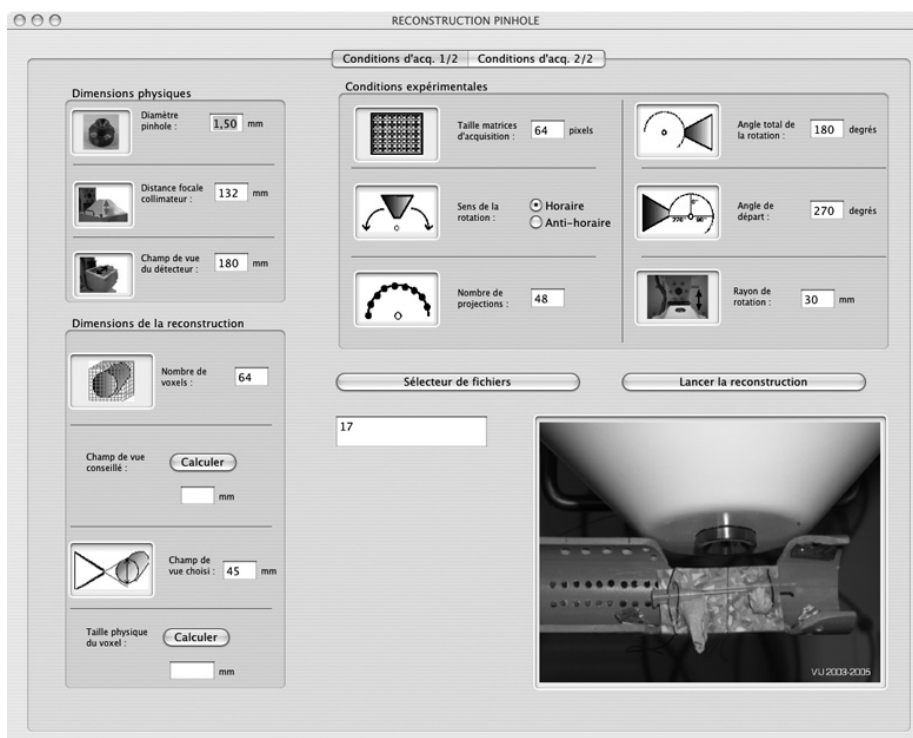 RECONSTRUCTION PINHOLE
Conditions d'acq. 1/2
Conditions d'acq. 2/2
Dimensions physiques
Diamètre
pinhole :
1,50 mm
Distance focale
collimateur :
132 mm
Champ de vue
du détecteur :
180 mm
Conditions expérimentales
Taille matrices
d'acquisition :
64 pixels
Sens de la
rotation :
Horaire
Anti-horaire
Nombre de
projections :
48
Angle total de
la rotation :
180 degrés
Angle de
départ :
270 degrés
0°
270° 90°
Rayon de
rotation :
30 mm
Dimensions de la reconstruction
Nombre de
voxels :
64
Champ de vue
conseillé :
Calculer
mm
Champ de
vue choisi :
45 mm
Taille physique
du voxel :
Calculer
mm
Sélecteur de fichiers
Lancer la reconstruction
17
VIJ 2003-2005